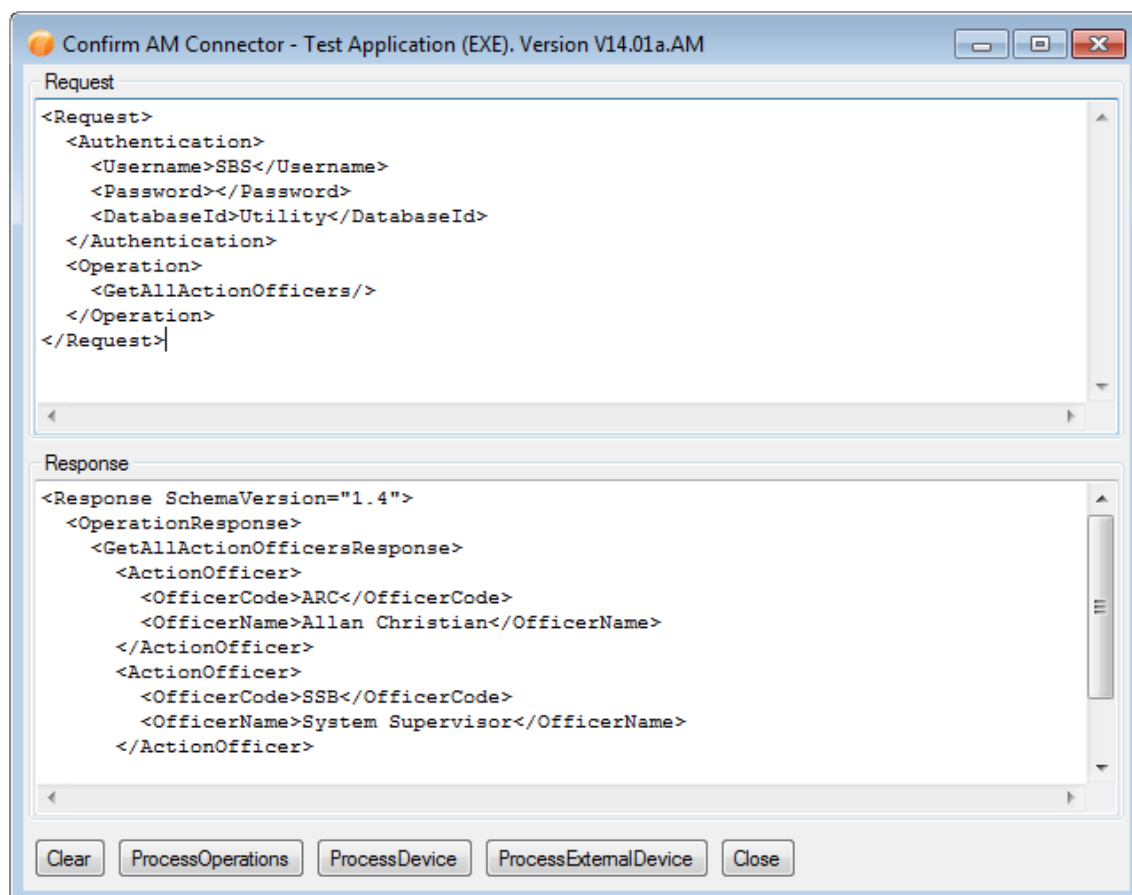 Confirm AM Connector - Test Application (EXE). Version V14.01a.AM
Request
<Request>
  <Authentication>
    <Username>SBS</Username>
    <Password></Password>
    <DatabaseId>Utility</DatabaseId>
  </Authentication>
  <Operation>
    <GetAllActionOfficers/>
  </Operation>
</Request>
Response
<Response SchemaVersion="1.4">
  <OperationResponse>
    <GetAllActionOfficersResponse>
      <ActionOfficer>
        <OfficerCode>ARC</OfficerCode>
        <OfficerName>Allan Christian</OfficerName>
      </ActionOfficer>
      <ActionOfficer>
        <OfficerCode>SSB</OfficerCode>
        <OfficerName>System Supervisor</OfficerName>
      </ActionOfficer>
Clear ProcessOperations ProcessDevice ProcessExternalDevice Close